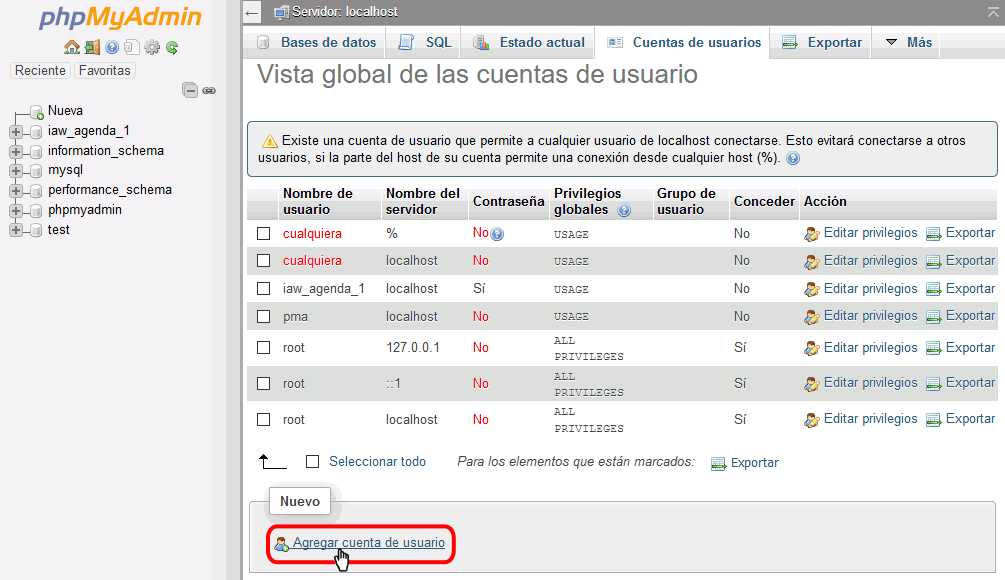 phpMyAdmin
Reciente Favoritas
Nueva
iaw_agenda_1
information_schema
mysql
performance_schema
phpmyadmin
test
Servidor: localhost
Bases de datos SQL Estado actual Cuentas de usuarios Exportar Más
Vista global de las cuentas de usuario
Existe una cuenta de usuario que permite a cualquier usuario de localhost conectarse. Esto evitará conectarse a otros
usuarios, si la parte del host de su cuenta permite una conexión desde cualquier host (%).
Nombre de usuario Nombre del servidor Contraseña Privilegios globales Grupo de usuario Conceder Acción
cualquiera % No USAGE No Editar privilegios Exportar
cualquiera localhost No USAGE No Editar privilegios Exportar
iaw_agenda_1 localhost Sí USAGE No Editar privilegios Exportar
pma localhost No USAGE No Editar privilegios Exportar
root 127.0.0.1 No ALL PRIVILEGES Sí Editar privilegios Exportar
root ::1 No ALL PRIVILEGES Sí Editar privilegios Exportar
root localhost No ALL PRIVILEGES Sí Editar privilegios Exportar
Seleccionar todo Para los elementos que están marcados: Exportar
Nuevo
Agregar cuenta de usuario